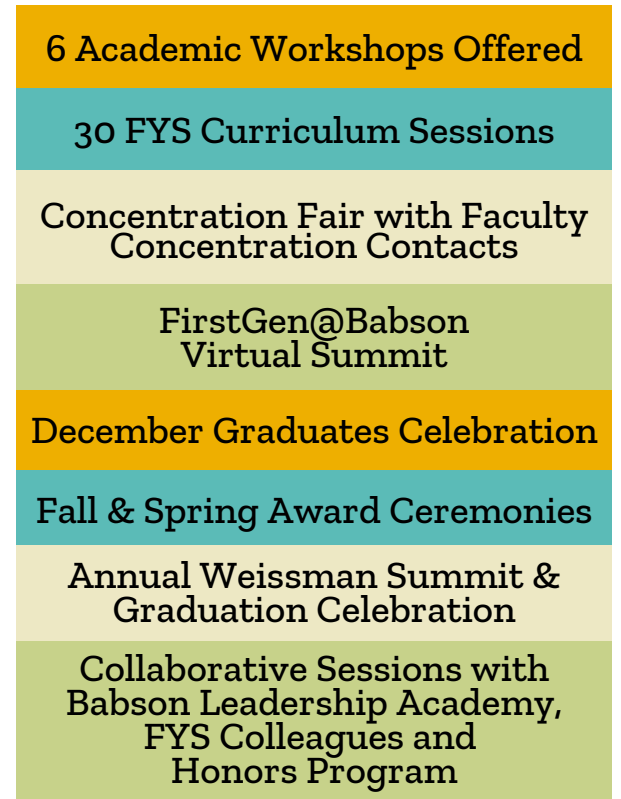 6 Academic Workshops Offered
30 FYS Curriculum Sessions
Concentration Fair with Faculty
Concentration Contacts
FirstGen@Babson
Virtual Summit
December Graduates Celebration
Fall & Spring Award Ceremonies
Annual Weissman Summit &
Graduation Celebration
Collaborative Sessions with
Babson Leadership Academy,
FYS Colleagues and
Honors Program